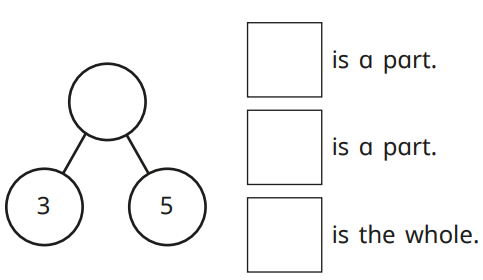 is a part.
3 5
is a part.
is the whole.